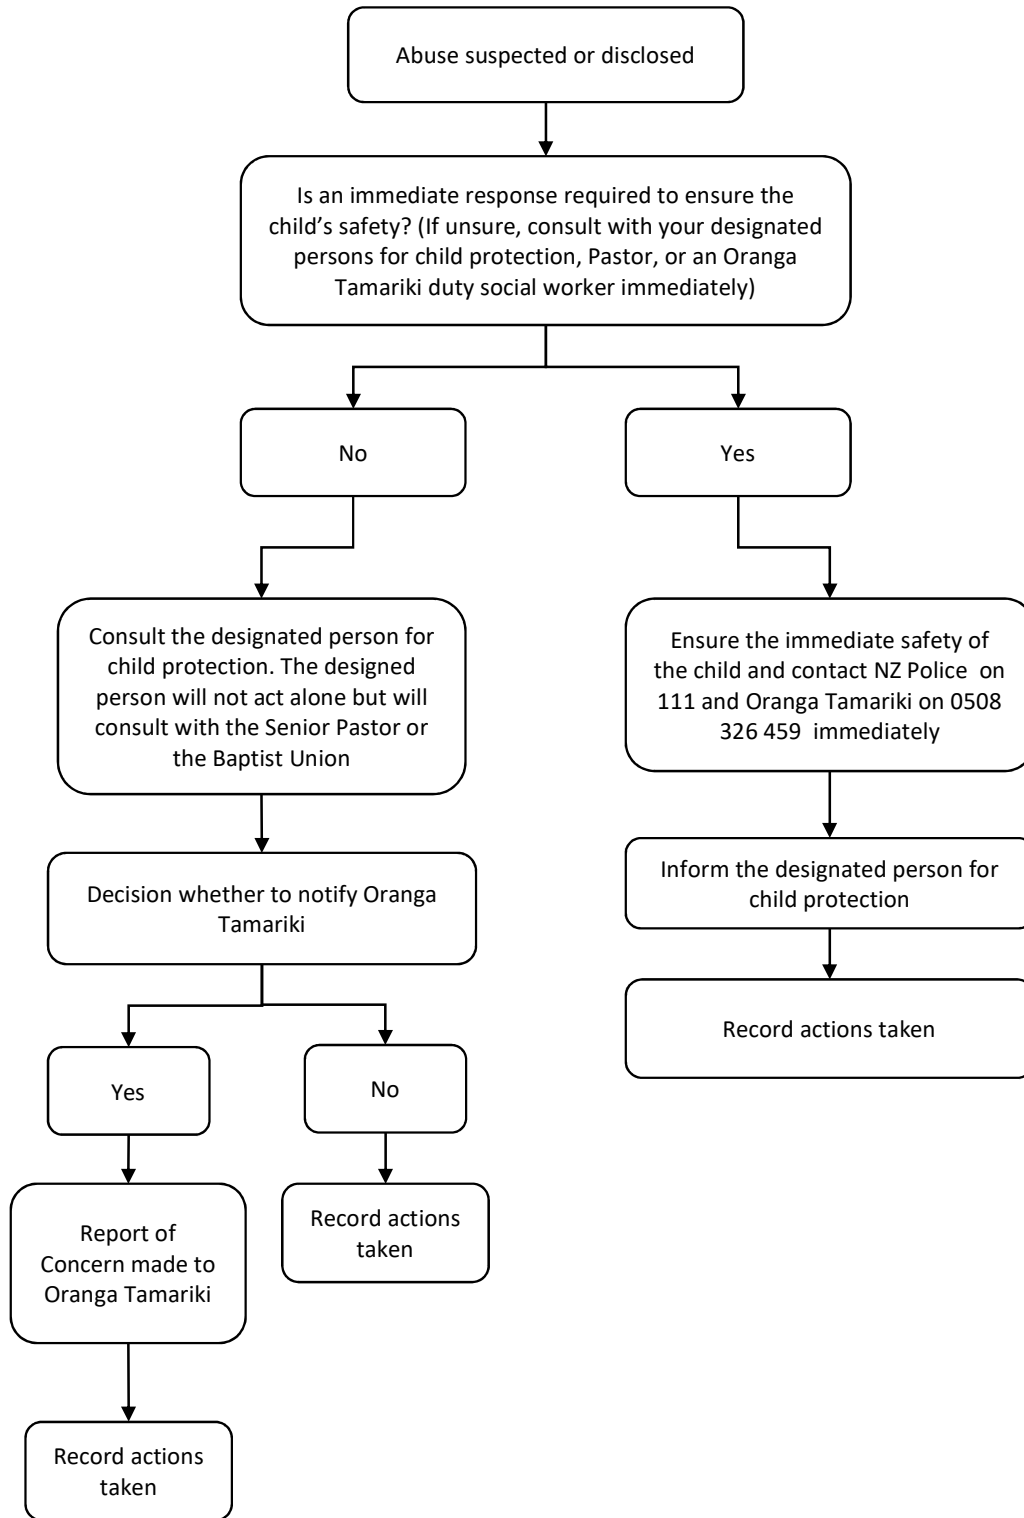 Abuse suspected or disclosed
Is an immediate response required to ensure the
child’s safety? (If unsure, consult with your designated
persons for child protection, Pastor, or an Oranga
Tamariki duty social worker immediately)
No
Yes
Consult the designated person for
child protection. The designed
person will not act alone but will
consult with the Senior Pastor or
the Baptist Union
Ensure the immediate safety of
the child and contact NZ Police  on
111 and Oranga Tamariki on 0508
326 459  immediately
Decision whether to notify Oranga
Tamariki
Inform the designated person for
child protection
Record actions taken
Yes
No
Report of
Concern made to
Oranga Tamariki
Record actions
taken
Record actions
taken